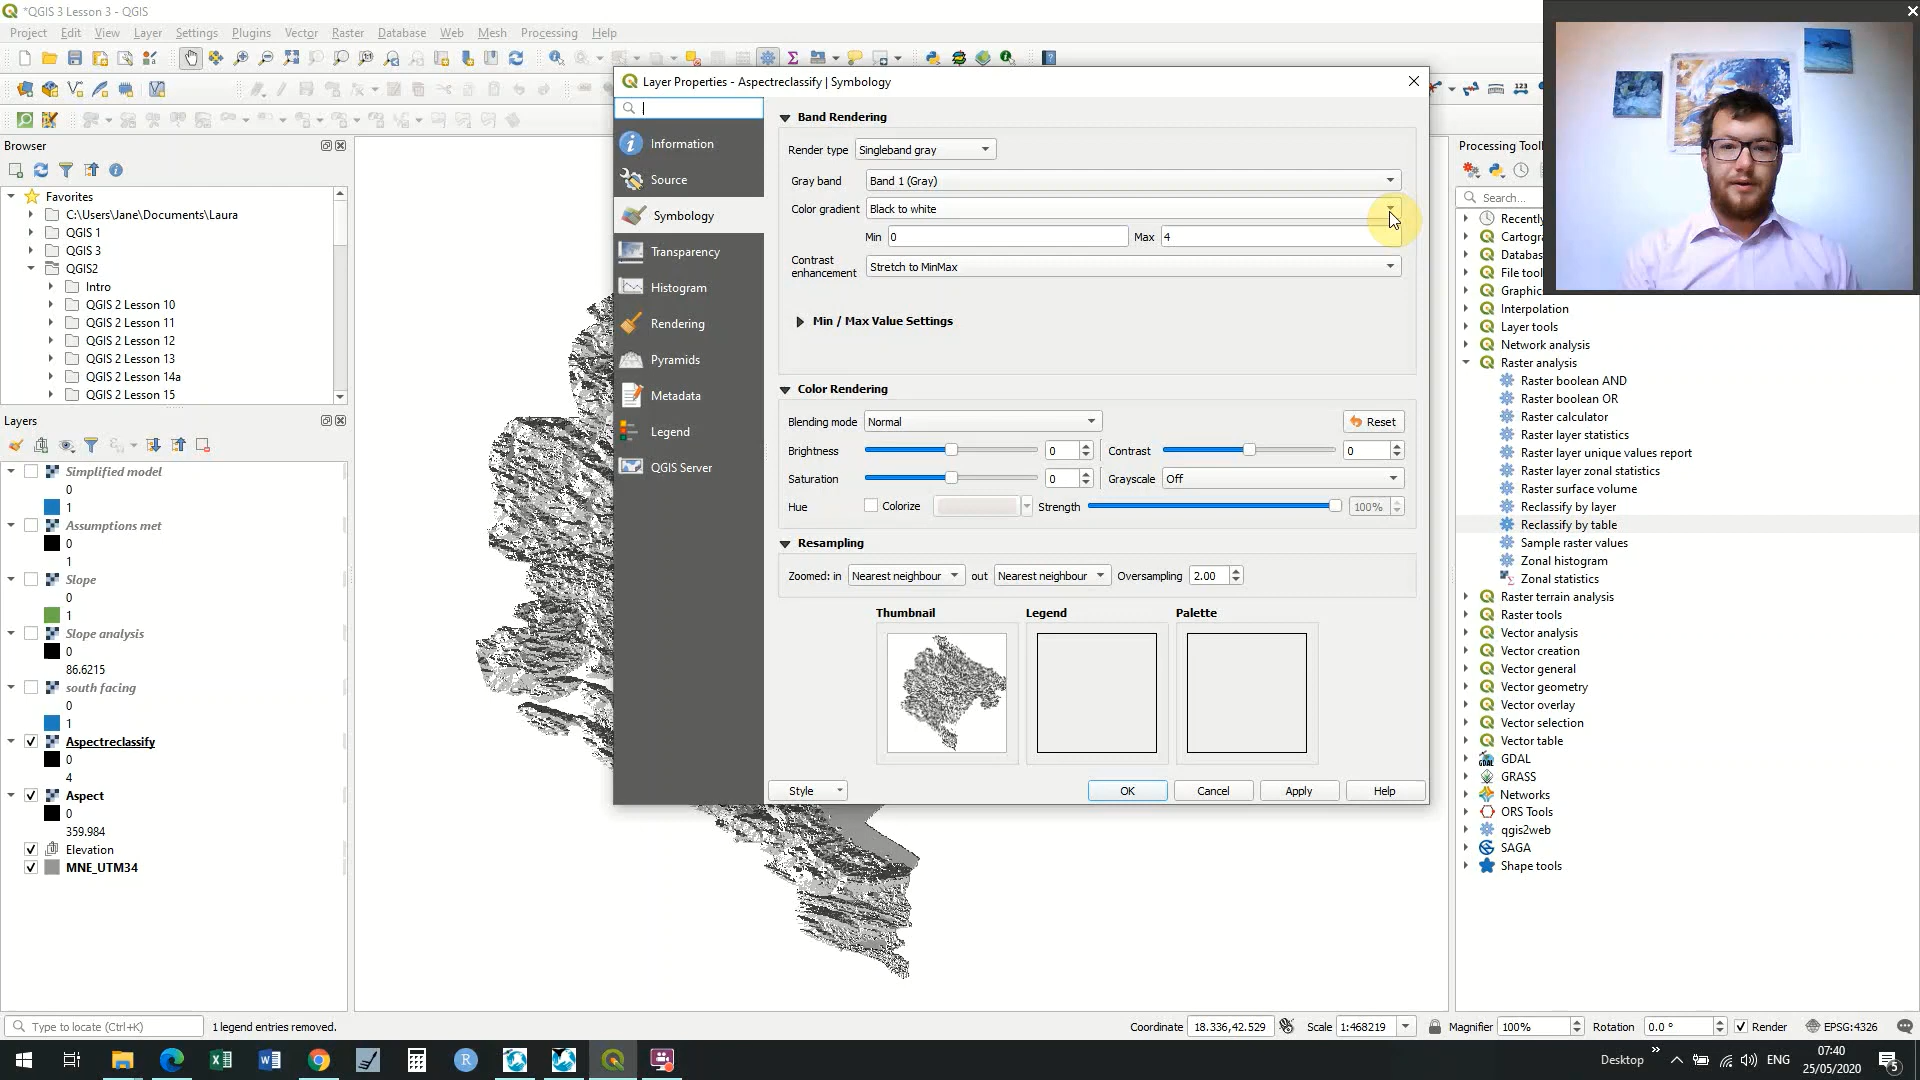 *QGIS 3 Lesson 3 - QGIS
Project Edit View Layer Settings Plugins Vector Raster Database Web Mesh Processing Help
Browser
Favorites
C:\Users\Jane\Documents\Laura
QGIS 1
QGIS 3
QGIS2
Intro
QGIS 2 Lesson 10
QGIS 2 Lesson 11
QGIS 2 Lesson 12
QGIS 2 Lesson 13
QGIS 2 Lesson 14a
QGIS 2 Lesson 15
Layers
Simplified model
0
1
Assumptions met
0
1
Slope
0
1
Slope analysis
0
86.6215
south facing
0
1
Aspectreclassify
0
4
Aspect
0
359.984
Elevation
MNE_UTM34
Layer Properties - Aspectreclassify | Symbology
Information
Source
Symbology
Transparency
Histogram
Rendering
Pyramids
Metadata
Legend
QGIS Server
Band Rendering
Render type Singleband gray
Gray band Band 1 (Gray)
Color gradient Black to white
Min 0 Max 4
Contrast enhancement Stretch to MinMax
Min / Max Value Settings
Color Rendering
Blending mode Normal Reset
Brightness 0 Contrast 0
Saturation 0 Grayscale Off
Hue Colorize Strength 100%
Resampling
Zoomed: in Nearest neighbour out Nearest neighbour Oversampling 2.00
Thumbnail Legend Palette
Style OK Cancel Apply Help
Processing Tool
Search...
Recently
Cartogra
Databas
File tool
Graphic
Interpolation
Layer tools
Network analysis
Raster analysis
Raster boolean AND
Raster boolean OR
Raster calculator
Raster layer statistics
Raster layer unique values report
Raster layer zonal statistics
Raster surface volume
Reclassify by layer
Reclassify by table
Sample raster values
Zonal histogram
Zonal statistics
Raster terrain analysis
Raster tools
Vector analysis
Vector creation
Vector general
Vector geometry
Vector overlay
Vector selection
Vector table
GDAL
GRASS
Networks
ORS Tools
qgis2web
SAGA
Shape tools
Type to locate (Ctrl+K) 1 legend entries removed. Coordinate 18.336,42.529 Scale 1:468219 Magnifier 100% Rotation 0.0 ° Render EPSG:4326
Desktop ENG 07:40
25/05/2020
5